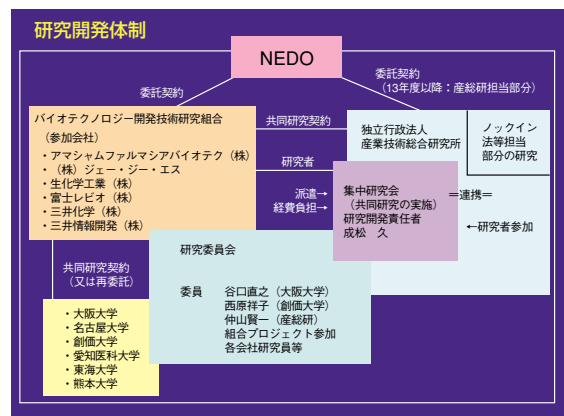 研究開発体制
NEDO
委託契約
委託契約
（13年度以降：産総研担当部分）
バイオテクノロジー開発技術研究組合
（参加会社）
・アマシャムファルマシアバイオテク（株）
・（株）ジェー・ジー・エス
・生化学工業（株）
・富士レビオ（株）
・三井化学（株）
・三井情報開発（株）
共同研究契約
研究者
派遣→
経費負担→
独立行政法人
産業技術総合研究所
ノックイン
法等担当
部分の研究
集中研究会
（共同研究の実施）
研究開発責任者
成松　久
＝連携＝
←研究者参加
研究委員会
委員　谷口直之（大阪大学）
西原祥子（創価大学）
仲山賢一（産総研）
組合プロジェクト参加
各会社研究員等
共同研究契約
（又は再委託）
・大阪大学
・名古屋大学
・創価大学
・愛知医科大学
・東海大学
・熊本大学